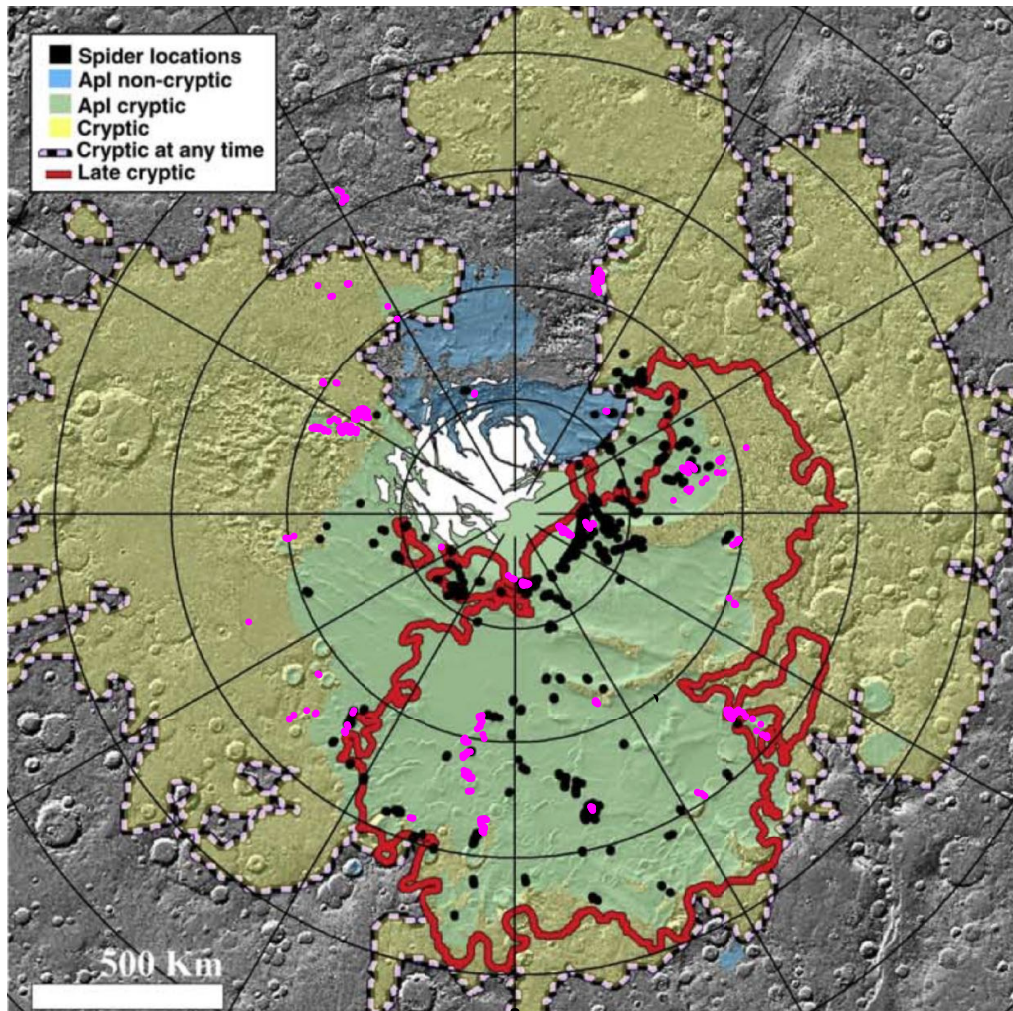 Spider locations
Apl non-cryptic
Apl cryptic
Cryptic
Cryptic at any time
Late cryptic
500 Km